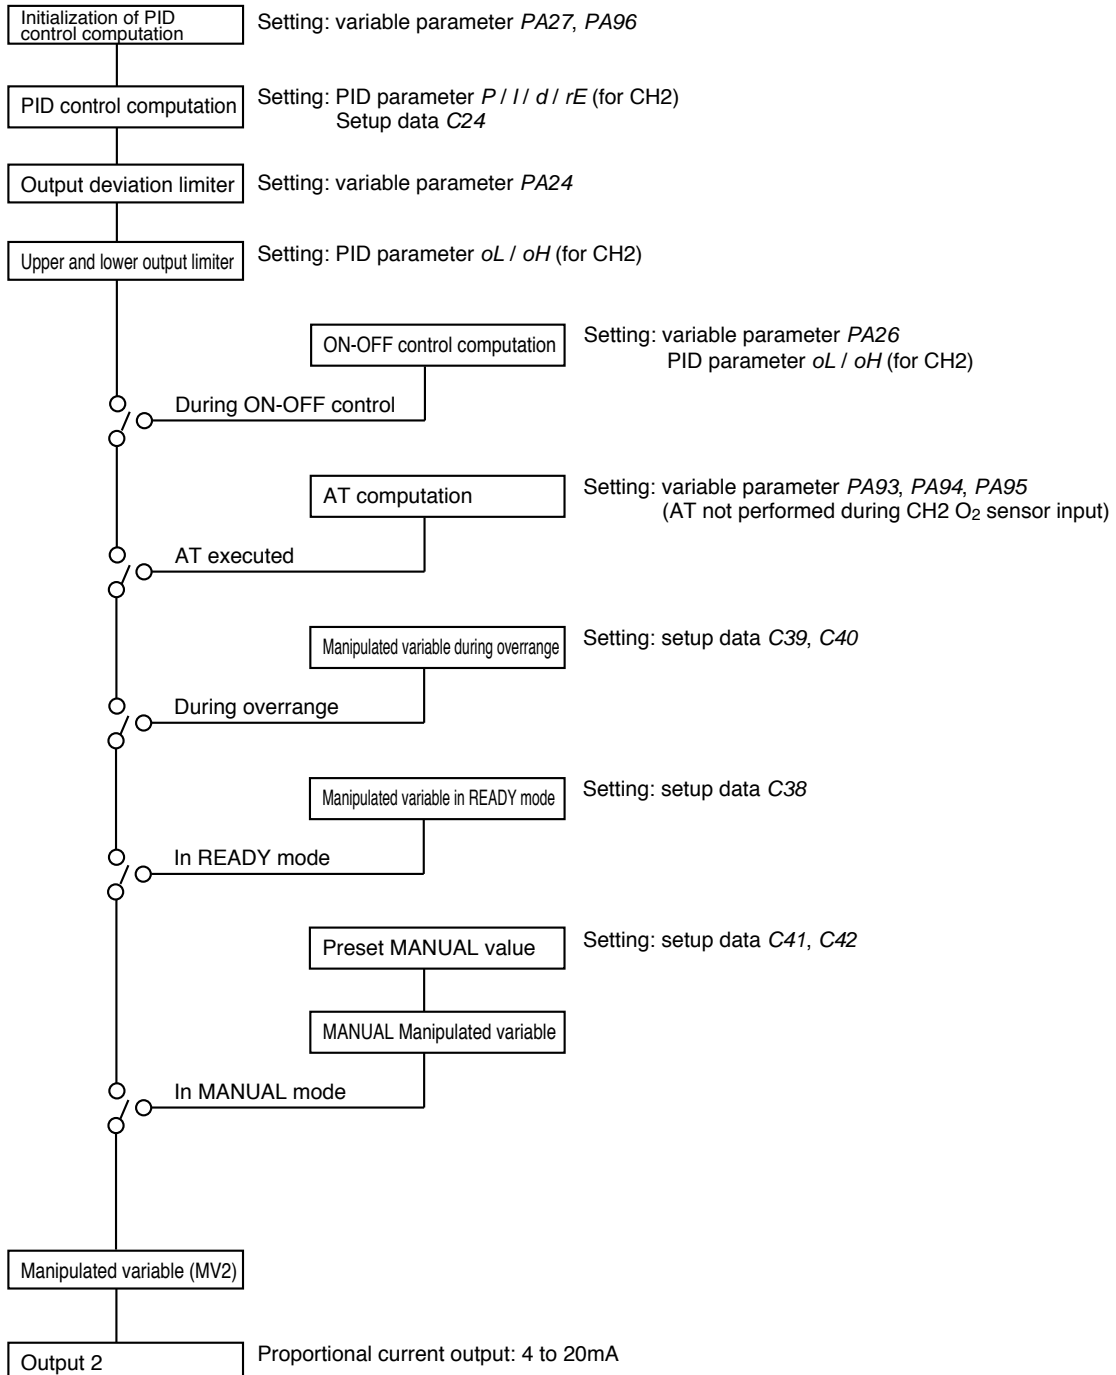 Initialization of PID
control computation
Setting: variable parameter PA27, PA96
PID control computation
Setting: PID parameter P / I / d / rE (for CH2)
Setup data C24
Output deviation limiter
Setting: variable parameter PA24
Upper and lower output limiter
Setting: PID parameter oL / oH (for CH2)
ON-OFF control computation
Setting: variable parameter PA26
PID parameter oL / oH (for CH2)
During ON-OFF control
AT computation
Setting: variable parameter PA93, PA94, PA95
(AT not performed during CH2 O2 sensor input)
AT executed
Manipulated variable during overrange
Setting: setup data C39, C40
During overrange
Manipulated variable in READY mode
Setting: setup data C38
In READY mode
Preset MANUAL value
Setting: setup data C41, C42
MANUAL Manipulated variable
In MANUAL mode
Manipulated variable (MV2)
Output 2
Proportional current output: 4 to 20mA